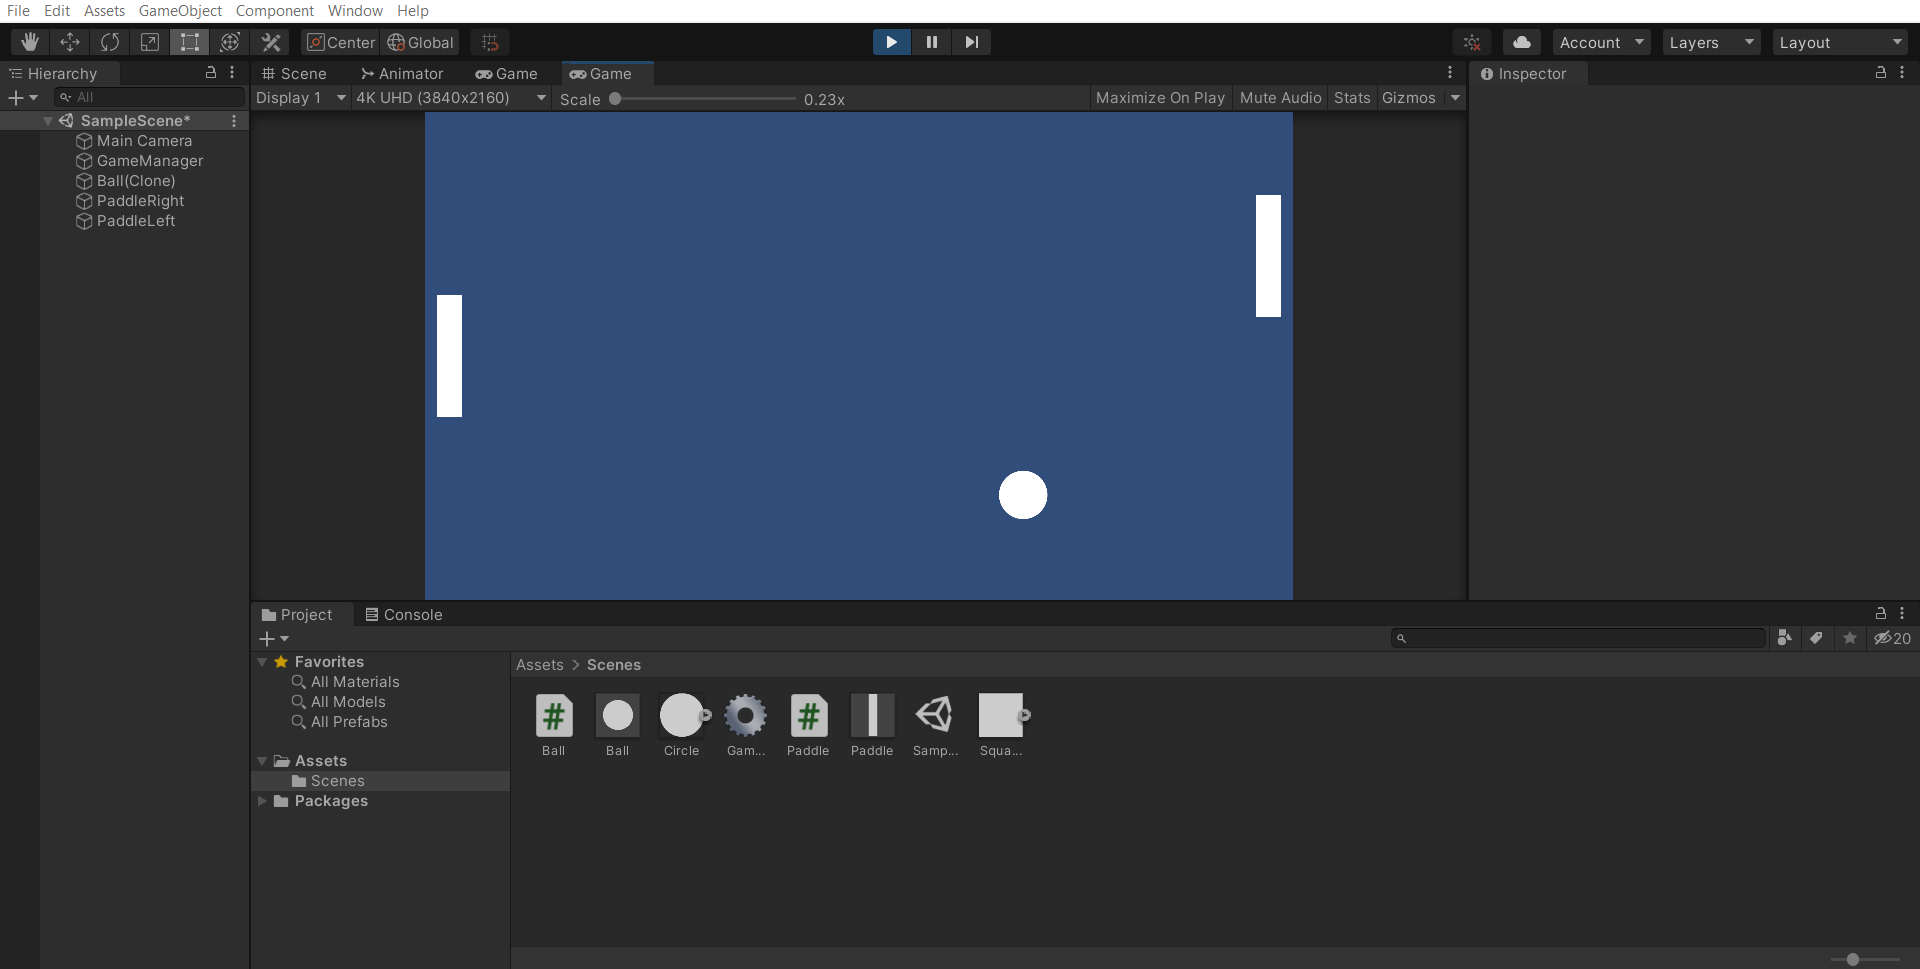 File Edit Assets GameObject Component Window Help
Center Global Account Layers Layout
Hierarchy
All
SampleScene*
Main Camera
GameManager
Ball(Clone)
PaddleRight
PaddleLeft
Scene Animator Game Game
Display 1 4K UHD (3840x2160) Scale 0.23x Maximize On Play Mute Audio Stats Gizmos
Inspector
Project Console
20
Favorites
All Materials
All Models
All Prefabs
Assets
Scenes
Packages
Assets > Scenes
# #
Ball Ball Circle Gam... Paddle Paddle Samp... Squa...